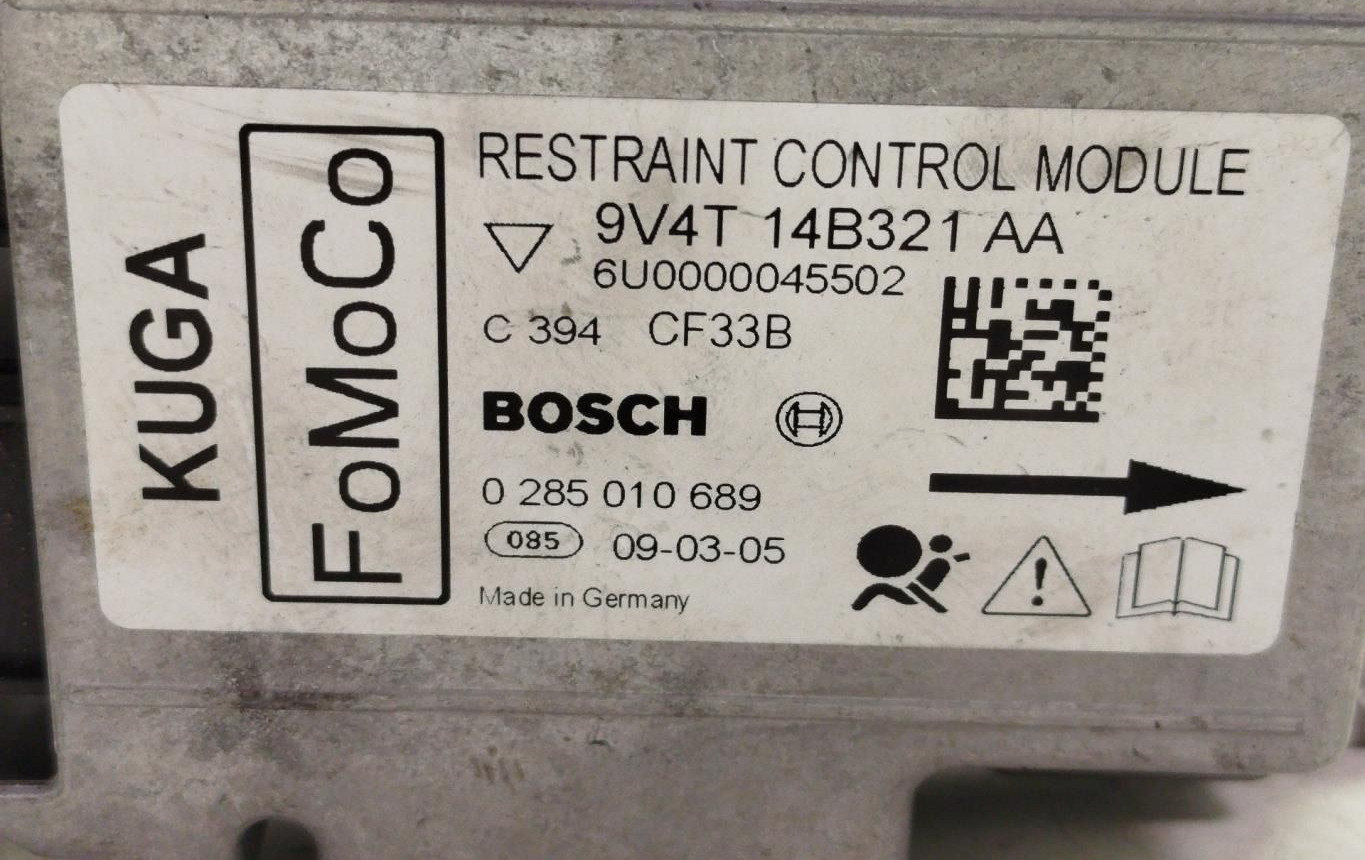 KUGA
FoMoCo
RESTRAINT CONTROL MODULE
9V4T 14B321 AA
6U0000045502
C 394 CF33B
BOSCH
0 285 010 689
085 09-03-05
Made in Germany